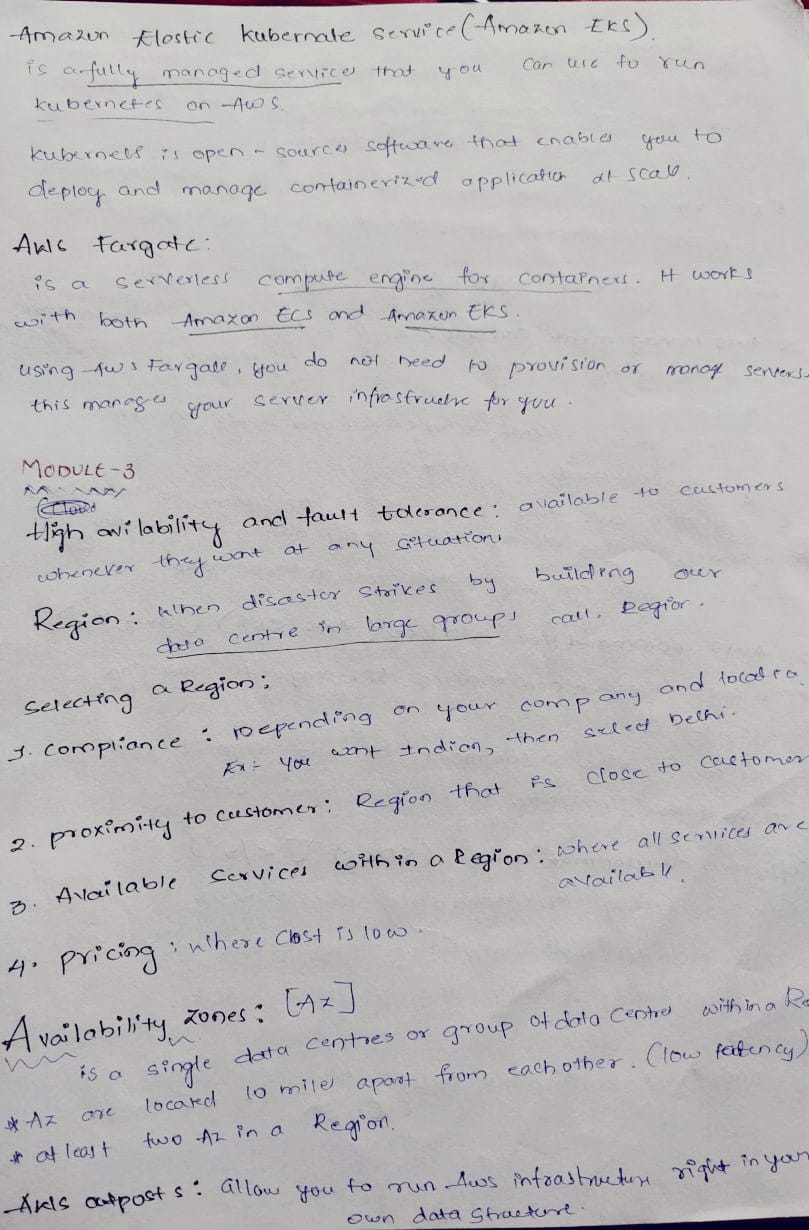 Amazon Elostic kubernate service (Amazon EKS).
is a fully managed services that you can use to run
kubernetes on AWS.
kubernets is open - sources software that enables you to
deploy and manage containerized application at scale.
AWS Fargate:
is a serverless compute engine for containers. It works
with both Amazon ECS and Amazon EKS.
using Aws Fargate, you do not need to provision or manage servers.
this manages your server infrastructure for you.
MODULE-3
High avilability and fault tolerance: available to customers
whenever they want at any situation.
Region: When disaster strikes by building our
data centre in large groups call. Region.
Selecting a Region:
1. Compliance: Depending on your company and location.
Ex:- You want Indian, then select Delhi.
2. proximity to customer: Region that is close to customer
3. Available Services within a Region: where all services are
available.
4. pricing: where cost is low.
Availability zones: [AZ]
is a single data centres or group of data centres within a Re
* AZ are located 10 miles apart from each other. (low latency)
* at least two AZ in a Region.
AWS outposts: allow you to run Aws infrastructure right in your
own data structure.